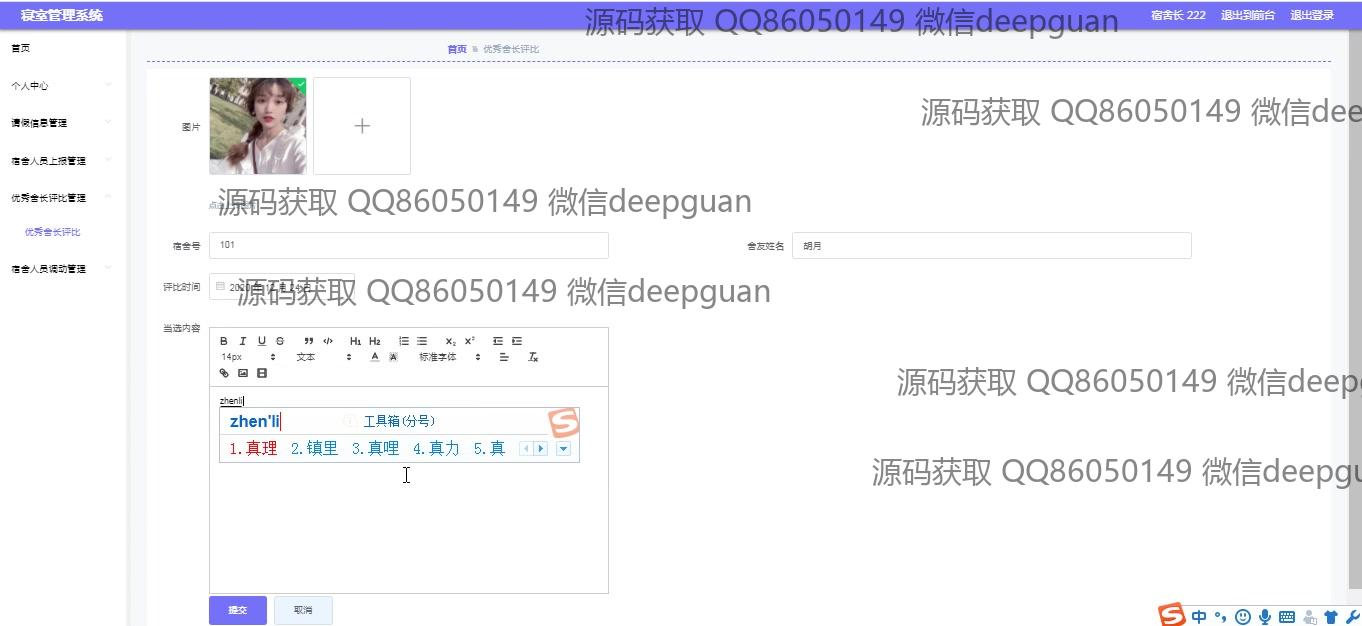 寝室管理系统
源码获取 QQ86050149 微信deepguan
宿舍长 222 退出到前台 退出登录
首页
首页 优秀舍长评比
个人中心
源码获取 QQ86050149 微信dee
请假信息管理
图片
宿舍人员上报管理
优秀舍长评比管理
源码获取 QQ86050149 微信deepguan
优秀舍长评比
宿舍号 101
舍友姓名 胡月
宿舍人员调动管理
评比时间
源码获取 QQ86050149 微信deepguan
当选内容
B I U S ” </> H1 H2 X2 X2
14px 文本 A A 标准字体 Tx
源码获取 QQ86050149 微信deep
zhenli
zhen'li 工具箱(分号)
1.真理 2.镇里 3.真哩 4.真力 5.真
源码获取 QQ86050149 微信deepgu
提交 取消
中